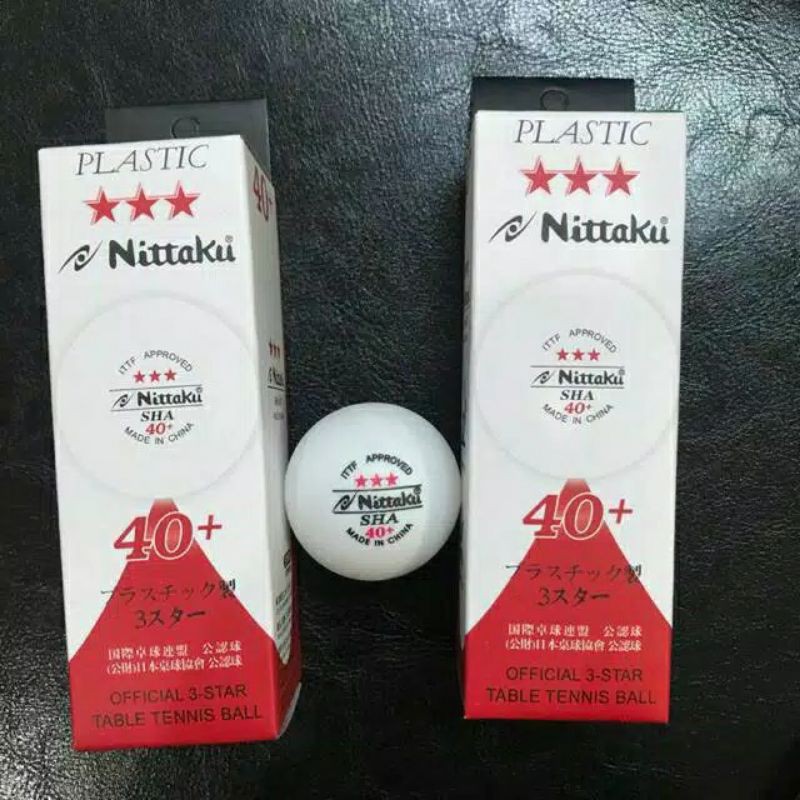 PLASTIC
★★★
Nittaku®
ITTF APPROVED
★★★
Nittaku®
SHA
40+
MADE IN CHINA
40+
プラスチック製
3スター
国際卓球連盟 公認球
(公財)日本卓球協會公認球
OFFICIAL 3-STAR
TABLE TENNIS BALL
40+
Nittaku
ITTF APPROVED
★★★
Nittaku®
SHA
40+
MADE IN CHINA
PLASTIC
★★★
Nittaku®
ITTF APPROVED
★★★
Nittaku®
SHA
40+
MADE IN CHINA
40+
プラスチック製
3スター
国際卓球連盟 公認球
(公財)日本卓球協會公認球
OFFICIAL 3-STAR
TABLE TENNIS BALL